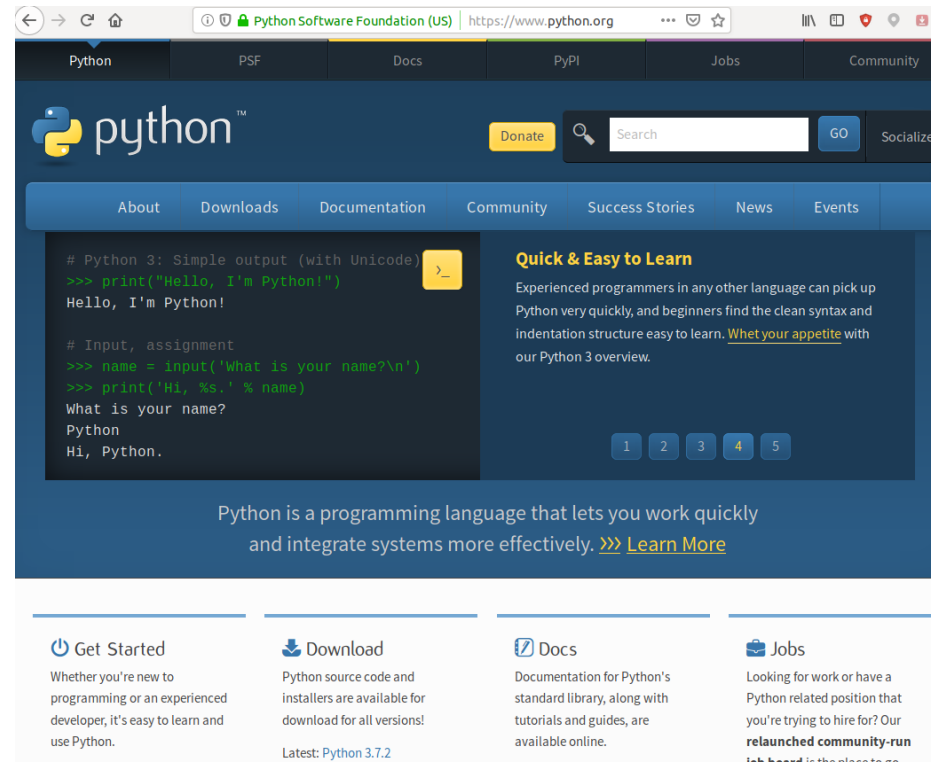 Python Software Foundation (US) https://www.python.org
Python PSF Docs PyPI Jobs Community
python™
Donate Search GO Socialize
About Downloads Documentation Community Success Stories News Events
# Python 3: Simple output (with Unicode)
>>> print("Hello, I'm Python!")
Hello, I'm Python!
# Input, assignment
>>> name = input('What is your name?\n')
>>> print('Hi, %s.' % name)
What is your name?
Python
Hi, Python.
>_
Quick & Easy to Learn
Experienced programmers in any other language can pick up
Python very quickly, and beginners find the clean syntax and
indentation structure easy to learn. Whet your appetite with
our Python 3 overview.
1 2 3 4 5
Python is a programming language that lets you work quickly
and integrate systems more effectively. >>> Learn More
Get Started
Whether you're new to
programming or an experienced
developer, it's easy to learn and
use Python.
Download
Python source code and
installers are available for
download for all versions!
Latest: Python 3.7.2
Docs
Documentation for Python's
standard library, along with
tutorials and guides, are
available online.
Jobs
Looking for work or have a
Python related position that
you're trying to hire for? Our
relaunched community-run
job board is the place to go.